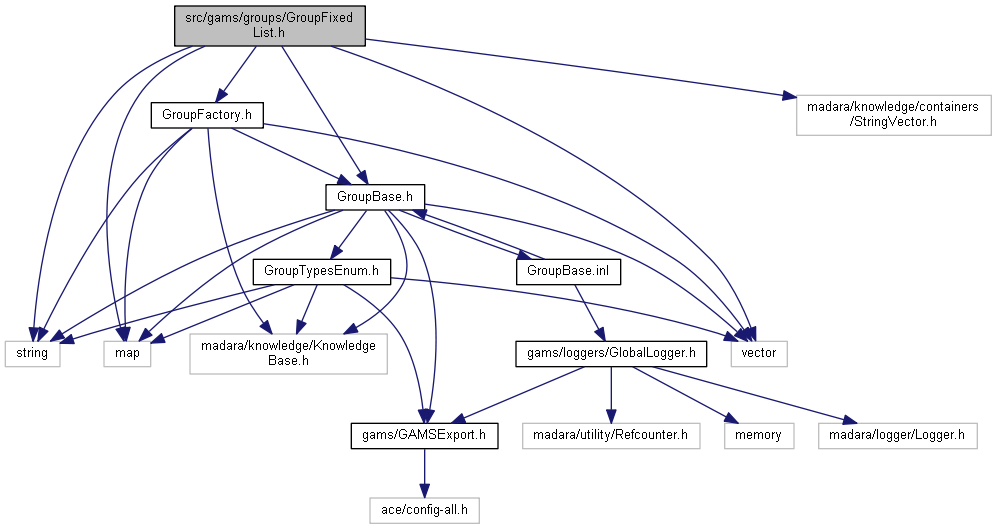 src/gams/groups/GroupFixed
List.h
madara/knowledge/containers
/StringVector.h
GroupFactory.h
GroupBase.h
GroupTypesEnum.h
GroupBase.inl
string
map
madara/knowledge/Knowledge
Base.h
gams/loggers/GlobalLogger.h
vector
gams/GAMSExport.h
madara/utility/Refcounter.h
memory
madara/logger/Logger.h
ace/config-all.h